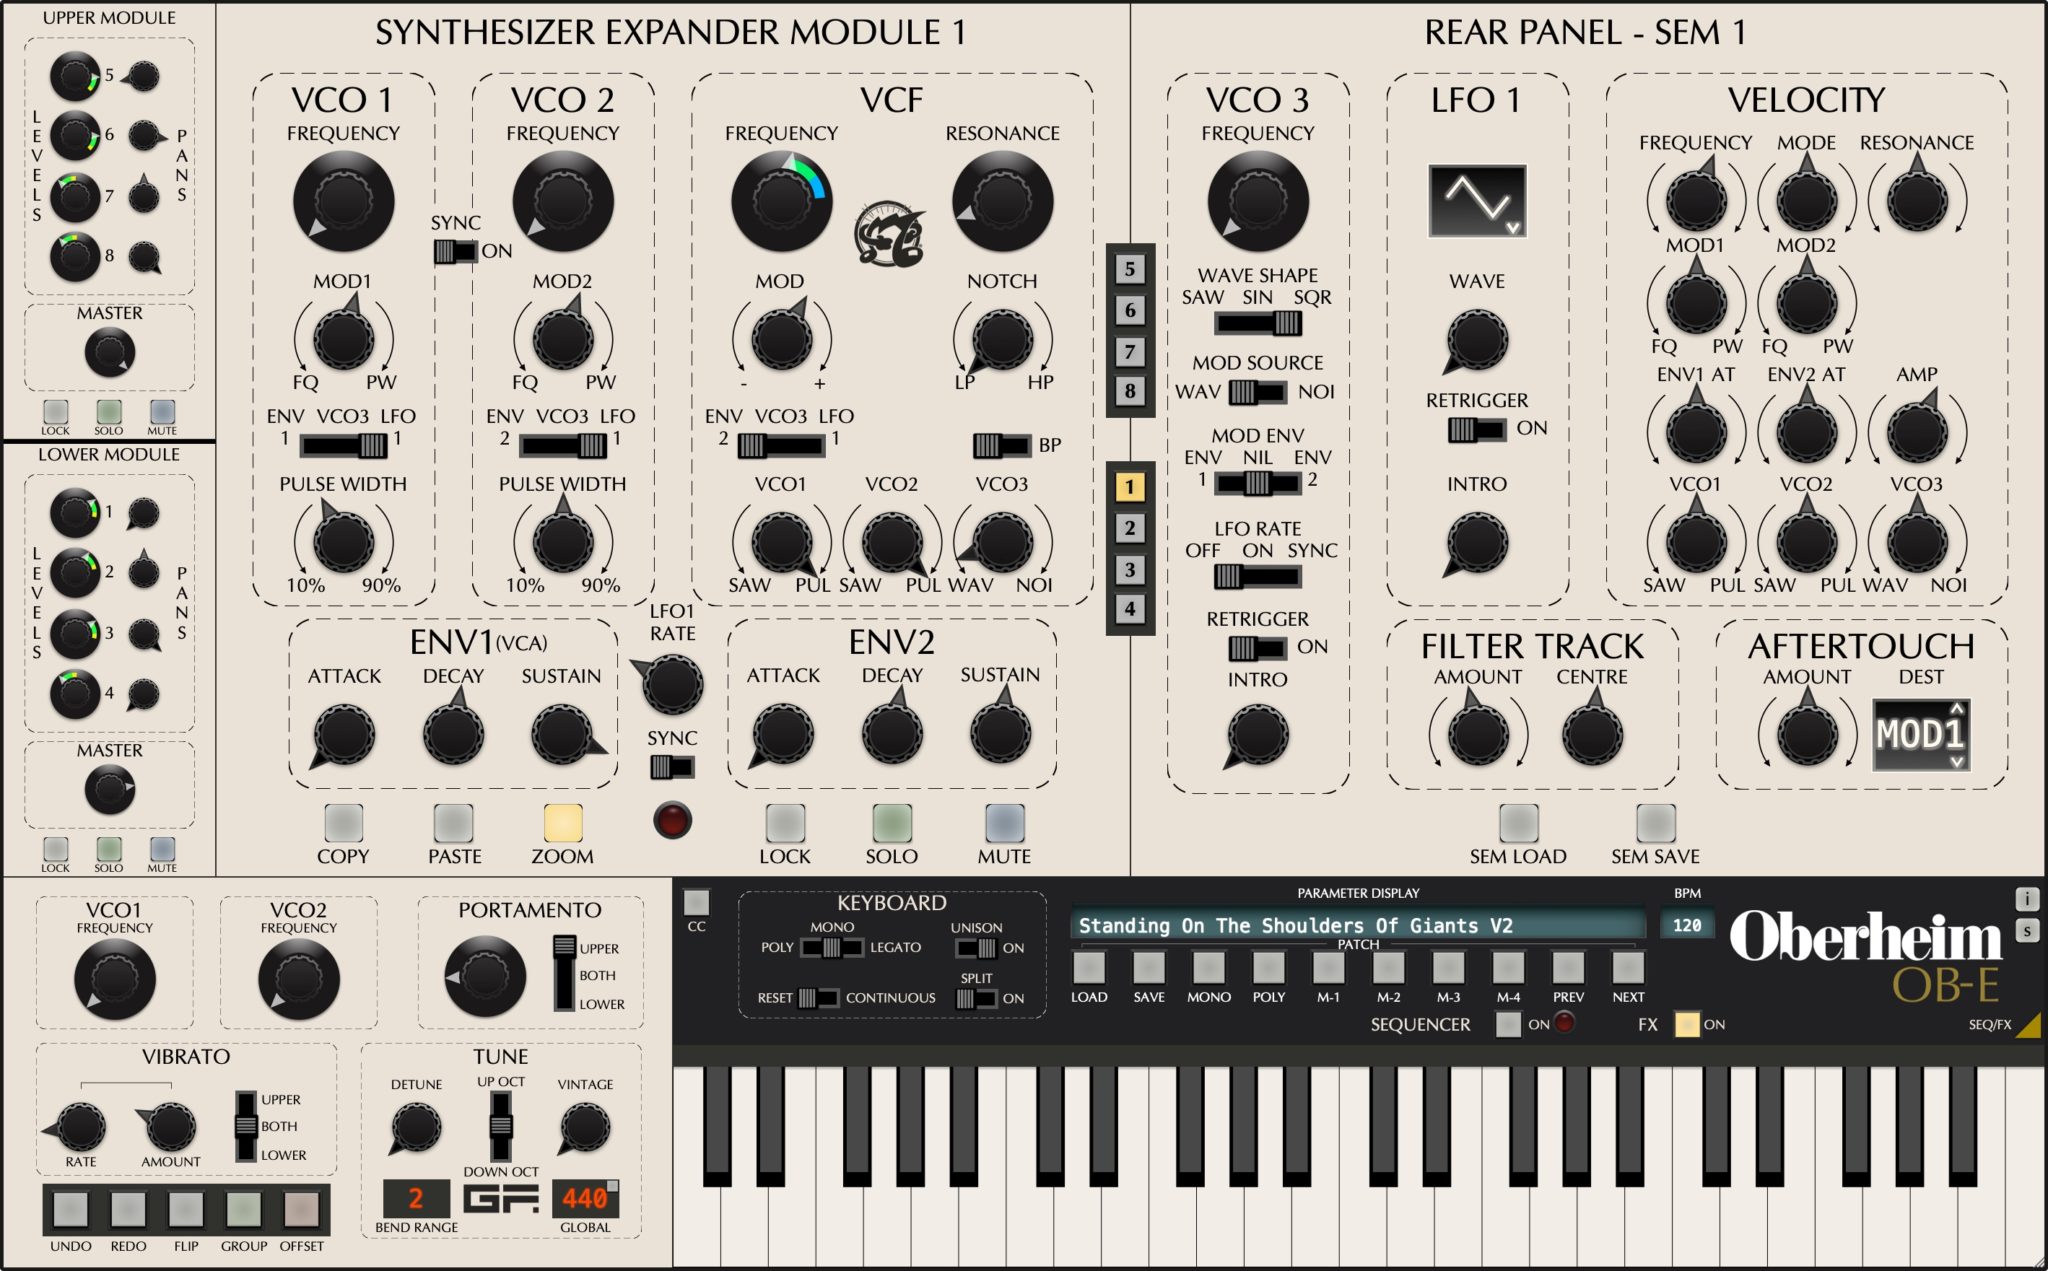 UPPER MODULE
LEVELS
5
6
7
8
PANS
MASTER
LOCK SOLO MUTE
LOWER MODULE
LEVELS
1
2
3
4
PANS
MASTER
LOCK SOLO MUTE
SYNTHESIZER EXPANDER MODULE 1
VCO 1
FREQUENCY
MOD1
FQ PW
ENV VCO3 LFO
1 1
PULSE WIDTH
10% 90%
SYNC
ON
VCO 2
FREQUENCY
MOD2
FQ PW
ENV VCO3 LFO
2 1
PULSE WIDTH
10% 90%
VCF
FREQUENCY RESONANCE
MOD NOTCH
- + LP HP
ENV VCO3 LFO
2 1 BP
VCO1 VCO2 VCO3
SAW PUL SAW PUL WAV NOI
ENV1 (VCA)
ATTACK DECAY SUSTAIN
LFO1
RATE
SYNC
ENV2
ATTACK DECAY SUSTAIN
COPY PASTE ZOOM LOCK SOLO MUTE
5
6
7
8
1
2
3
4
REAR PANEL - SEM 1
VCO 3
FREQUENCY
WAVE SHAPE
SAW SIN SQR
MOD SOURCE
WAV NOI
MOD ENV
ENV NIL ENV
1 2
LFO RATE
OFF ON SYNC
RETRIGGER
ON
INTRO
LFO 1
WAVE
RETRIGGER
ON
INTRO
VELOCITY
FREQUENCY MODE RESONANCE
MOD1 MOD2
FQ PW FQ PW
ENV1 AT ENV2 AT AMP
VCO1 VCO2 VCO3
SAW PUL SAW PUL WAV NOI
FILTER TRACK
AMOUNT CENTRE
AFTERTOUCH
AMOUNT DEST
MOD1
SEM LOAD SEM SAVE
VCO1
FREQUENCY
VCO2
FREQUENCY
PORTAMENTO
UPPER
BOTH
LOWER
VIBRATO
UPPER
BOTH
LOWER
RATE AMOUNT
TUNE
DETUNE UP OCT VINTAGE
DOWN OCT
2 GF. 440
BEND RANGE GLOBAL
UNDO REDO FLIP GROUP OFFSET
CC
KEYBOARD
MONO UNISON
POLY LEGATO ON
SPLIT
RESET CONTINUOUS ON
PARAMETER DISPLAY BPM
Standing On The Shoulders Of Giants V2 120
PATCH
LOAD SAVE MONO POLY M-1 M-2 M-3 M-4 PREV NEXT
SEQUENCER ON FX ON
Oberheim
OB-E
i
S
SEQ/FX